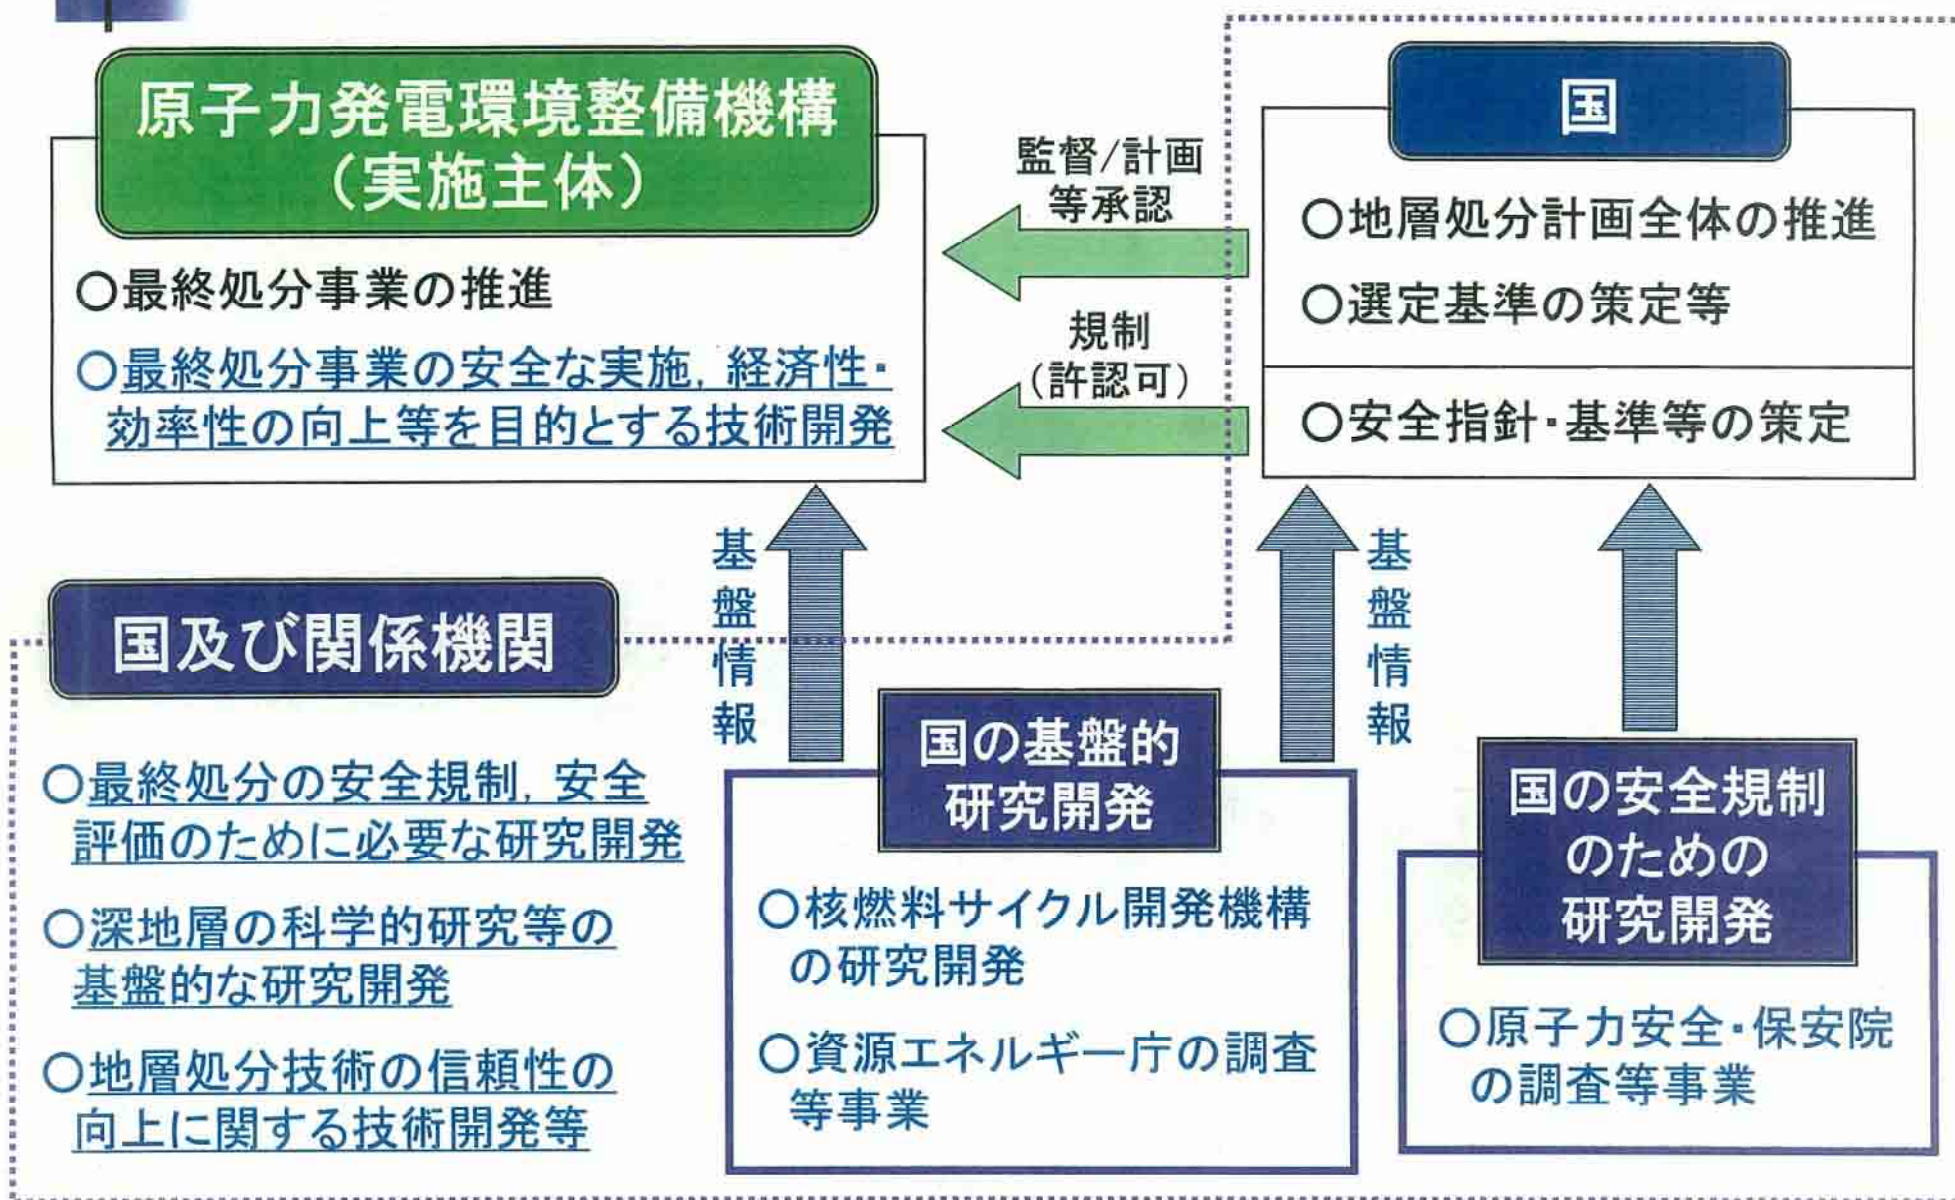 原子力発電環境整備機構
（実施主体）
○最終処分事業の推進
○最終処分事業の安全な実施, 経済性・
効率性の向上等を目的とする技術開発
監督/計画
等承認
規制
（許認可）
国
○地層処分計画全体の推進
○選定基準の策定等
○安全指針・基準等の策定
基盤情報
基盤情報
国及び関係機関
○最終処分の安全規制, 安全
評価のために必要な研究開発
○深地層の科学的研究等の
基盤的な研究開発
○地層処分技術の信頼性の
向上に関する技術開発等
国の基盤的
研究開発
○核燃料サイクル開発機構
の研究開発
○資源エネルギー庁の調査
等事業
国の安全規制
のための
研究開発
○原子力安全・保安院
の調査等事業